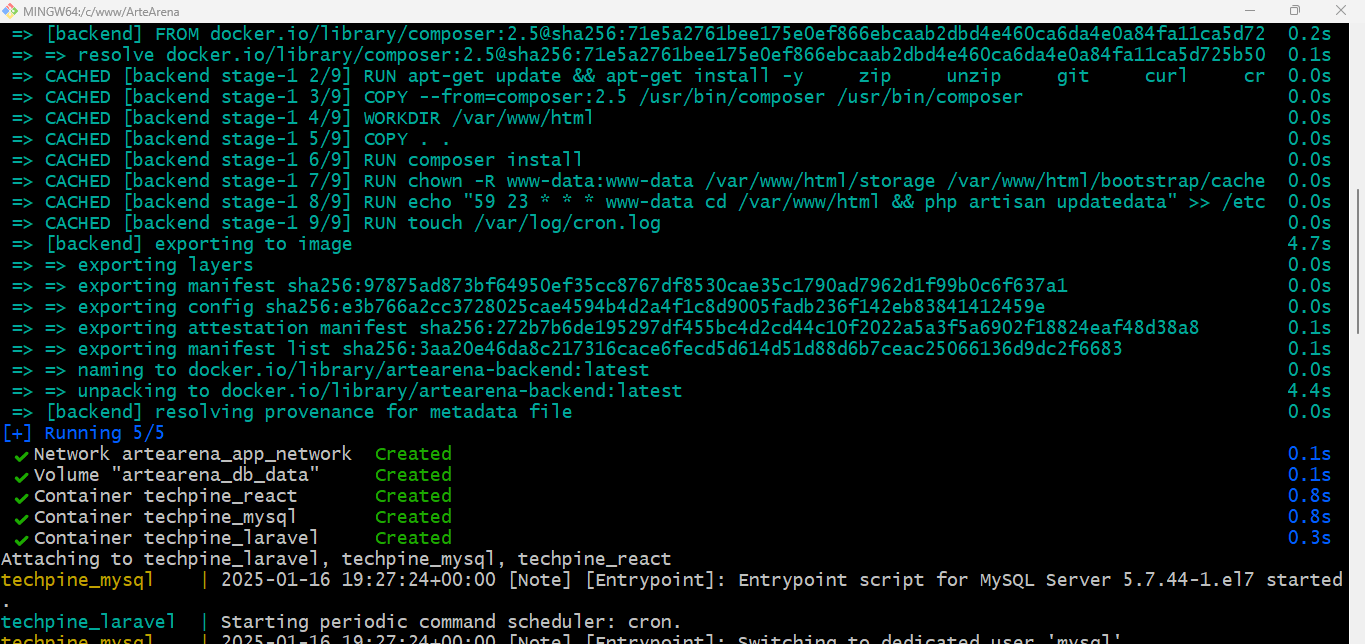 MINGW64:/c/www/ArteArena
=> [backend] FROM docker.io/library/composer:2.5@sha256:71e5a2761bee175e0ef866ebcaab2dbd4e460ca6da4e0a84fa11ca5d72 0.2s
=> => resolve docker.io/library/composer:2.5@sha256:71e5a2761bee175e0ef866ebcaab2dbd4e460ca6da4e0a84fa11ca5d725b50 0.1s
=> CACHED [backend stage-1 2/9] RUN apt-get update && apt-get install -y     zip     unzip     git     curl     cr 0.0s
=> CACHED [backend stage-1 3/9] COPY --from=composer:2.5 /usr/bin/composer /usr/bin/composer 0.0s
=> CACHED [backend stage-1 4/9] WORKDIR /var/www/html 0.0s
=> CACHED [backend stage-1 5/9] COPY . . 0.0s
=> CACHED [backend stage-1 6/9] RUN composer install 0.0s
=> CACHED [backend stage-1 7/9] RUN chown -R www-data:www-data /var/www/html/storage /var/www/html/bootstrap/cache 0.0s
=> CACHED [backend stage-1 8/9] RUN echo "59 23 * * * www-data cd /var/www/html && php artisan updatedata" >> /etc 0.0s
=> CACHED [backend stage-1 9/9] RUN touch /var/log/cron.log 0.0s
=> [backend] exporting to image 4.7s
=> => exporting layers 0.0s
=> => exporting manifest sha256:97875ad873bf64950ef35cc8767df8530cae35c1790ad7962d1f99b0c6f637a1 0.0s
=> => exporting config sha256:e3b766a2cc3728025cae4594b4d2a4f1c8d9005fadb236f142eb83841412459e 0.0s
=> => exporting attestation manifest sha256:272b7b6de195297df455bc4d2cd44c10f2022a5a3f5a6902f18824eaf48d38a8 0.1s
=> => exporting manifest list sha256:3aa20e46da8c217316cace6fecd5d614d51d88d6b7ceac25066136d9dc2f6683 0.1s
=> => naming to docker.io/library/artearena-backend:latest 0.0s
=> => unpacking to docker.io/library/artearena-backend:latest 4.4s
=> [backend] resolving provenance for metadata file 0.0s
[+] Running 5/5
✔ Network artearena_app_network  Created 0.1s
✔ Volume "artearena_db_data"     Created 0.1s
✔ Container techpine_react       Created 0.8s
✔ Container techpine_mysql       Created 0.8s
✔ Container techpine_laravel     Created 0.3s
Attaching to techpine_laravel, techpine_mysql, techpine_react
techpine_mysql    | 2025-01-16 19:27:24+00:00 [Note] [Entrypoint]: Entrypoint script for MySQL Server 5.7.44-1.el7 started
.
techpine_laravel  | Starting periodic command scheduler: cron.
techpine_mysql    | 2025-01-16 19:27:24+00:00 [Note] [Entrypoint]: Switching to dedicated user 'mysql'